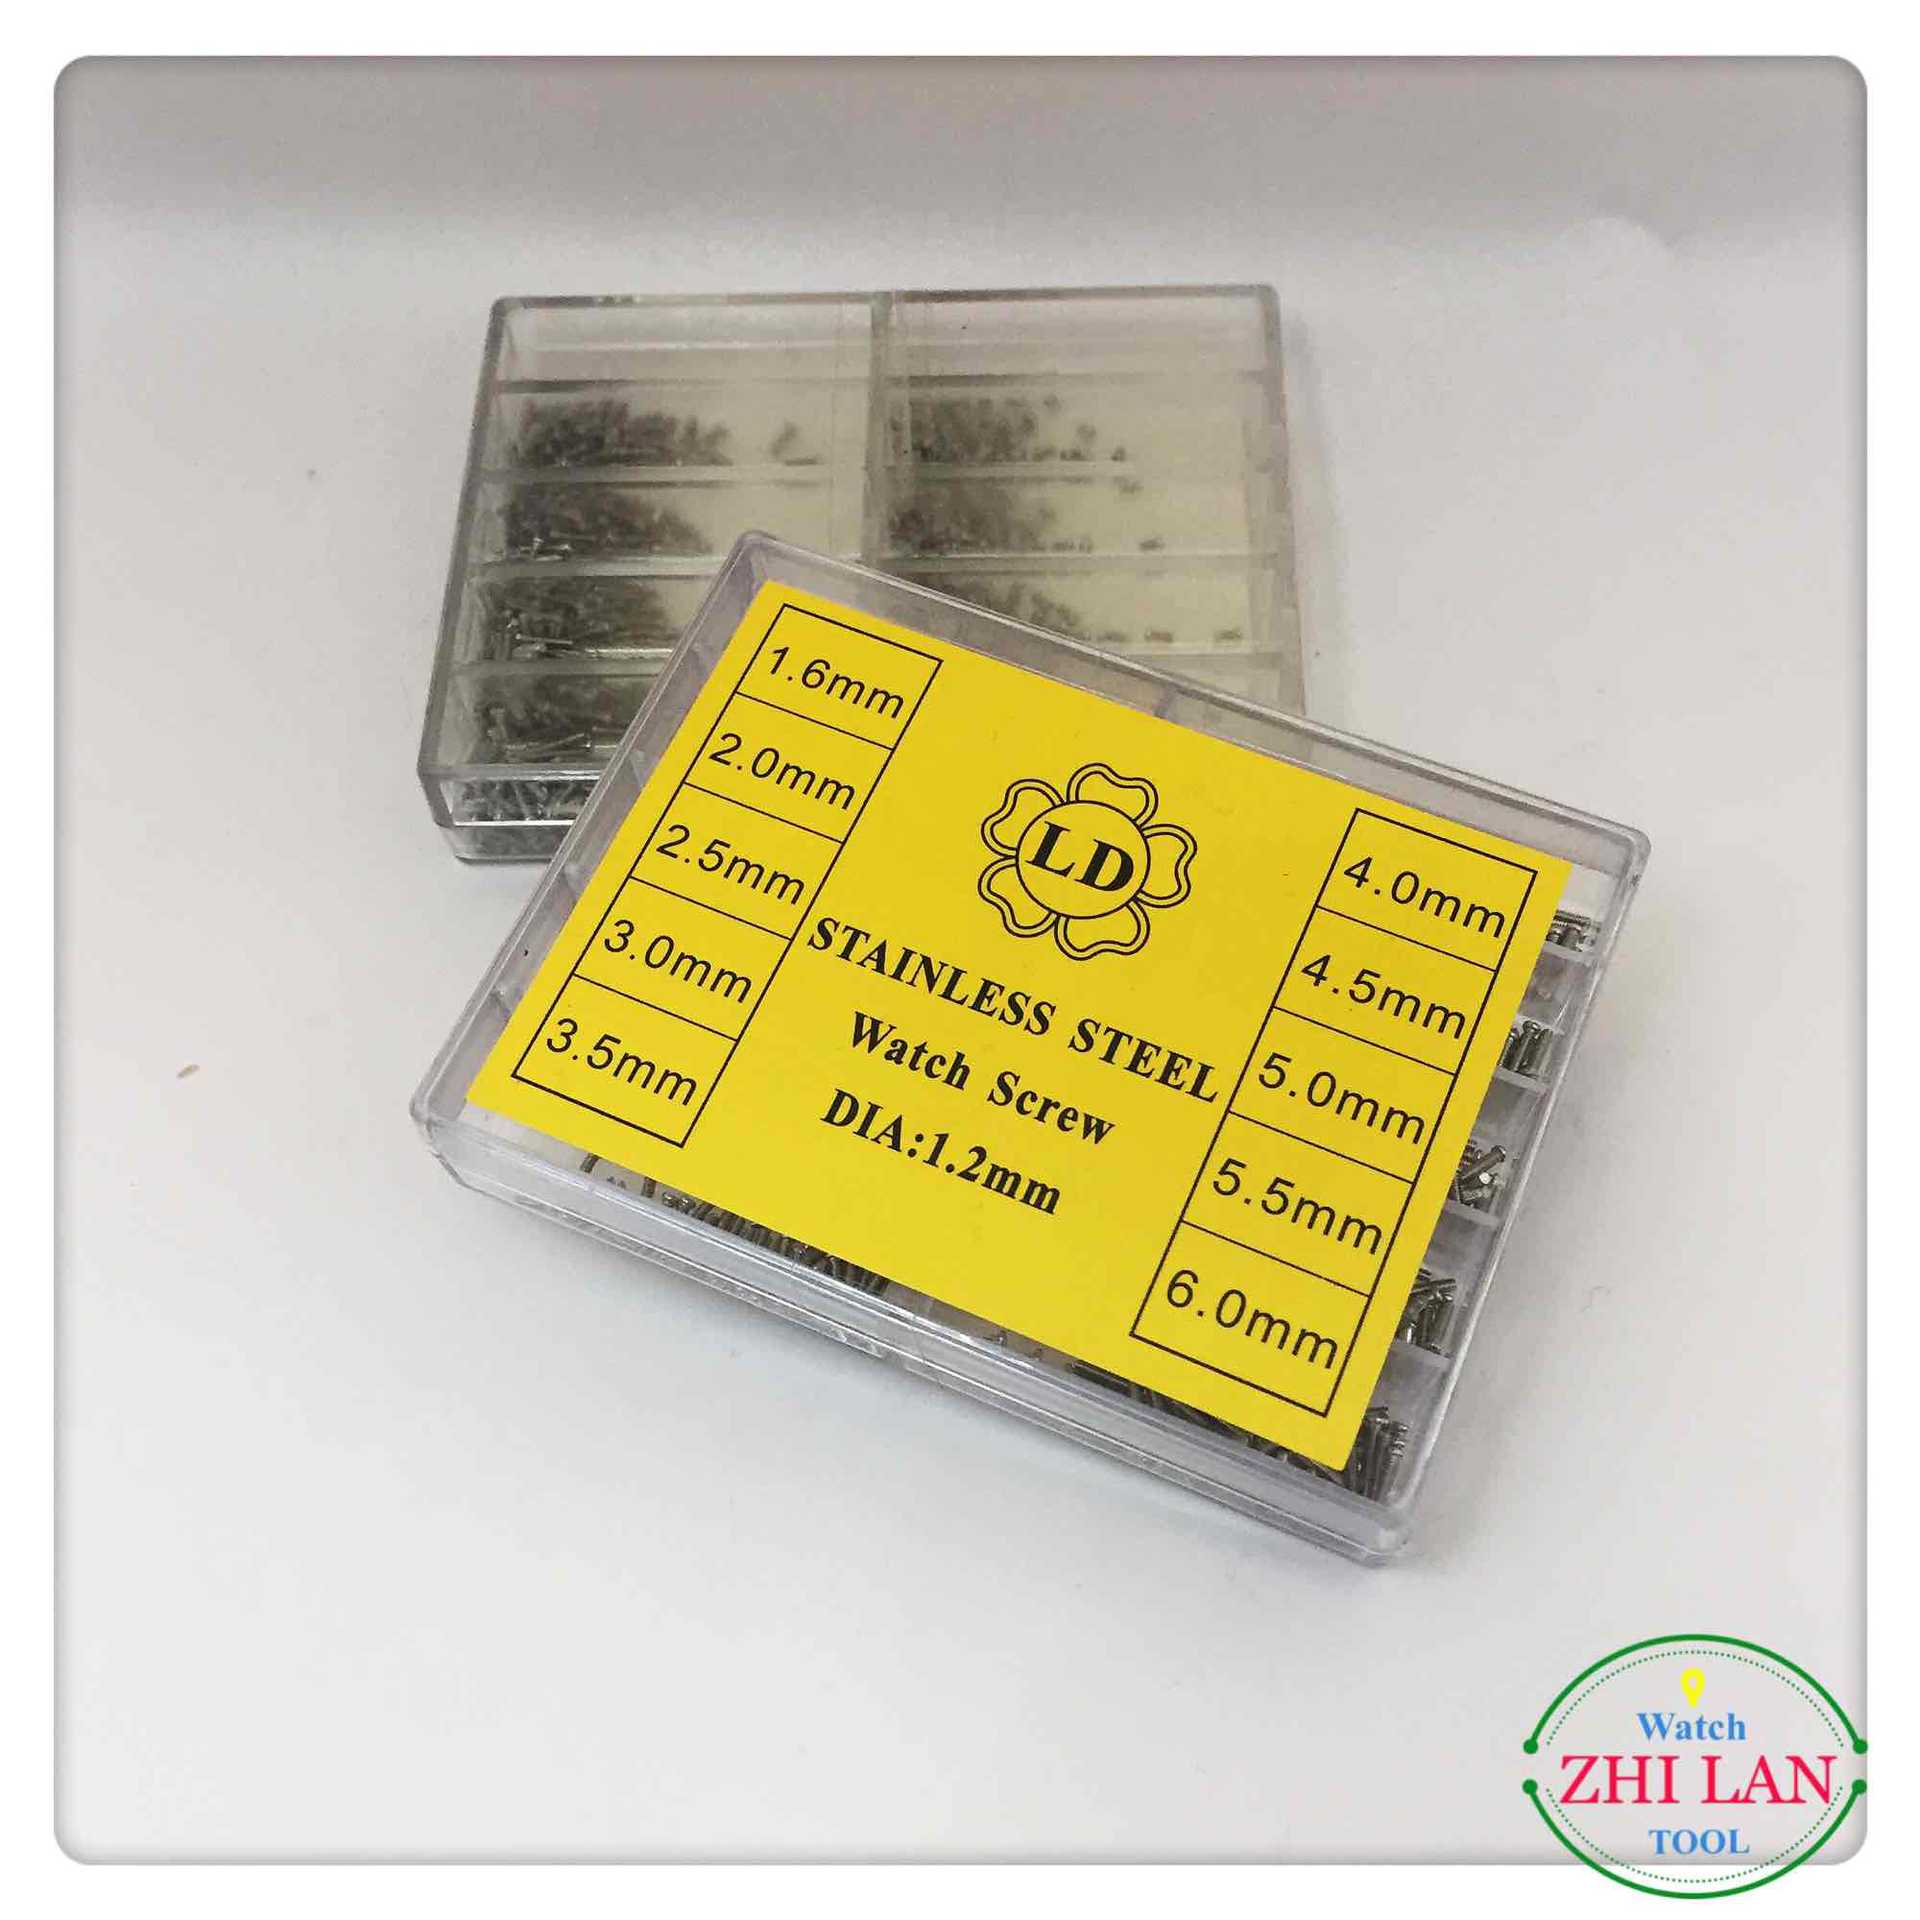 1.6mm
2.0mm
2.5mm
3.0mm
3.5mm
LD
STAINLESS STEEL
Watch Screw
DIA:1.2mm
4.0mm
4.5mm
5.0mm
5.5mm
6.0mm
Watch
ZHI LAN
TOOL